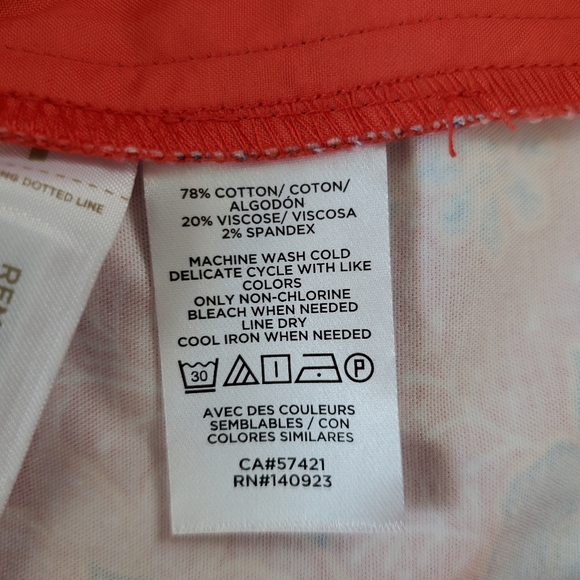 78% COTTON/ COTON/
ALGODÓN
20% VISCOSE/ VISCOSA
2% SPANDEX
MACHINE WASH COLD
DELICATE CYCLE WITH LIKE
COLORS
ONLY NON-CHLORINE
BLEACH WHEN NEEDED
LINE DRY
COOL IRON WHEN NEEDED
30
P
AVEC DES COULEURS
SEMBLABLES / CON
COLORES SIMILARES
CA#57421
RN#140923
DOTTED LINE